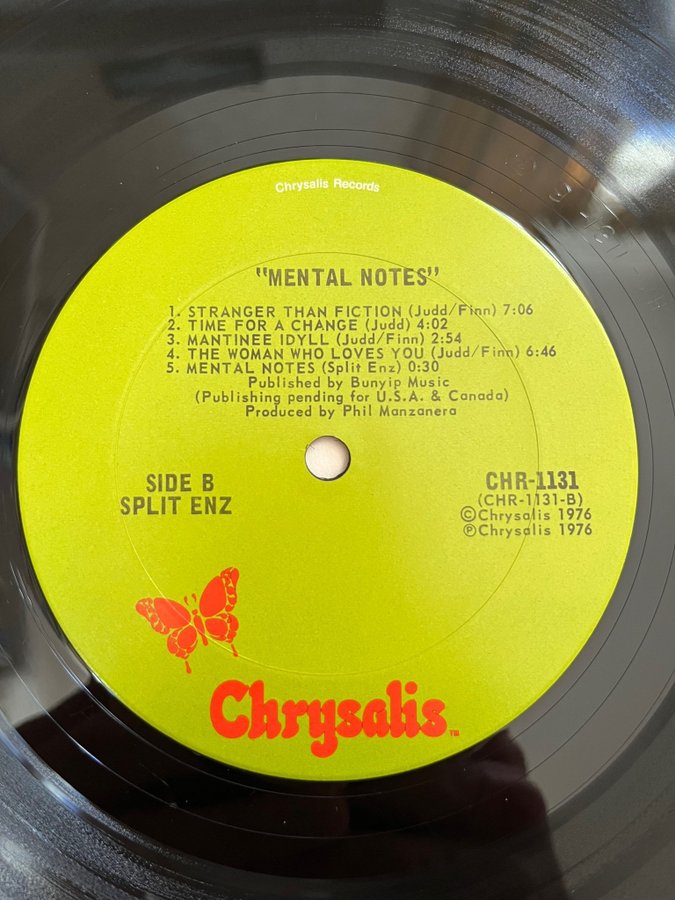 Chrysalis Records
"MENTAL NOTES"
1. STRANGER THAN FICTION (Judd/Finn) 7:06
2. TIME FOR A CHANGE (Judd) 4:02
3. MANTINEE IDYLL (Judd/Finn) 2:54
4. THE WOMAN WHO LOVES YOU (Judd/Finn) 6:46
5. MENTAL NOTES (Split Enz) 0:30
Published by Bunyip Music
(Publishing pending for U.S.A. & Canada)
Produced by Phil Manzanera
SIDE B
SPLIT ENZ
CHR-1131
(CHR-1131-B)
©Chrysalis 1976
℗Chrysalis 1976
Chrysalis™